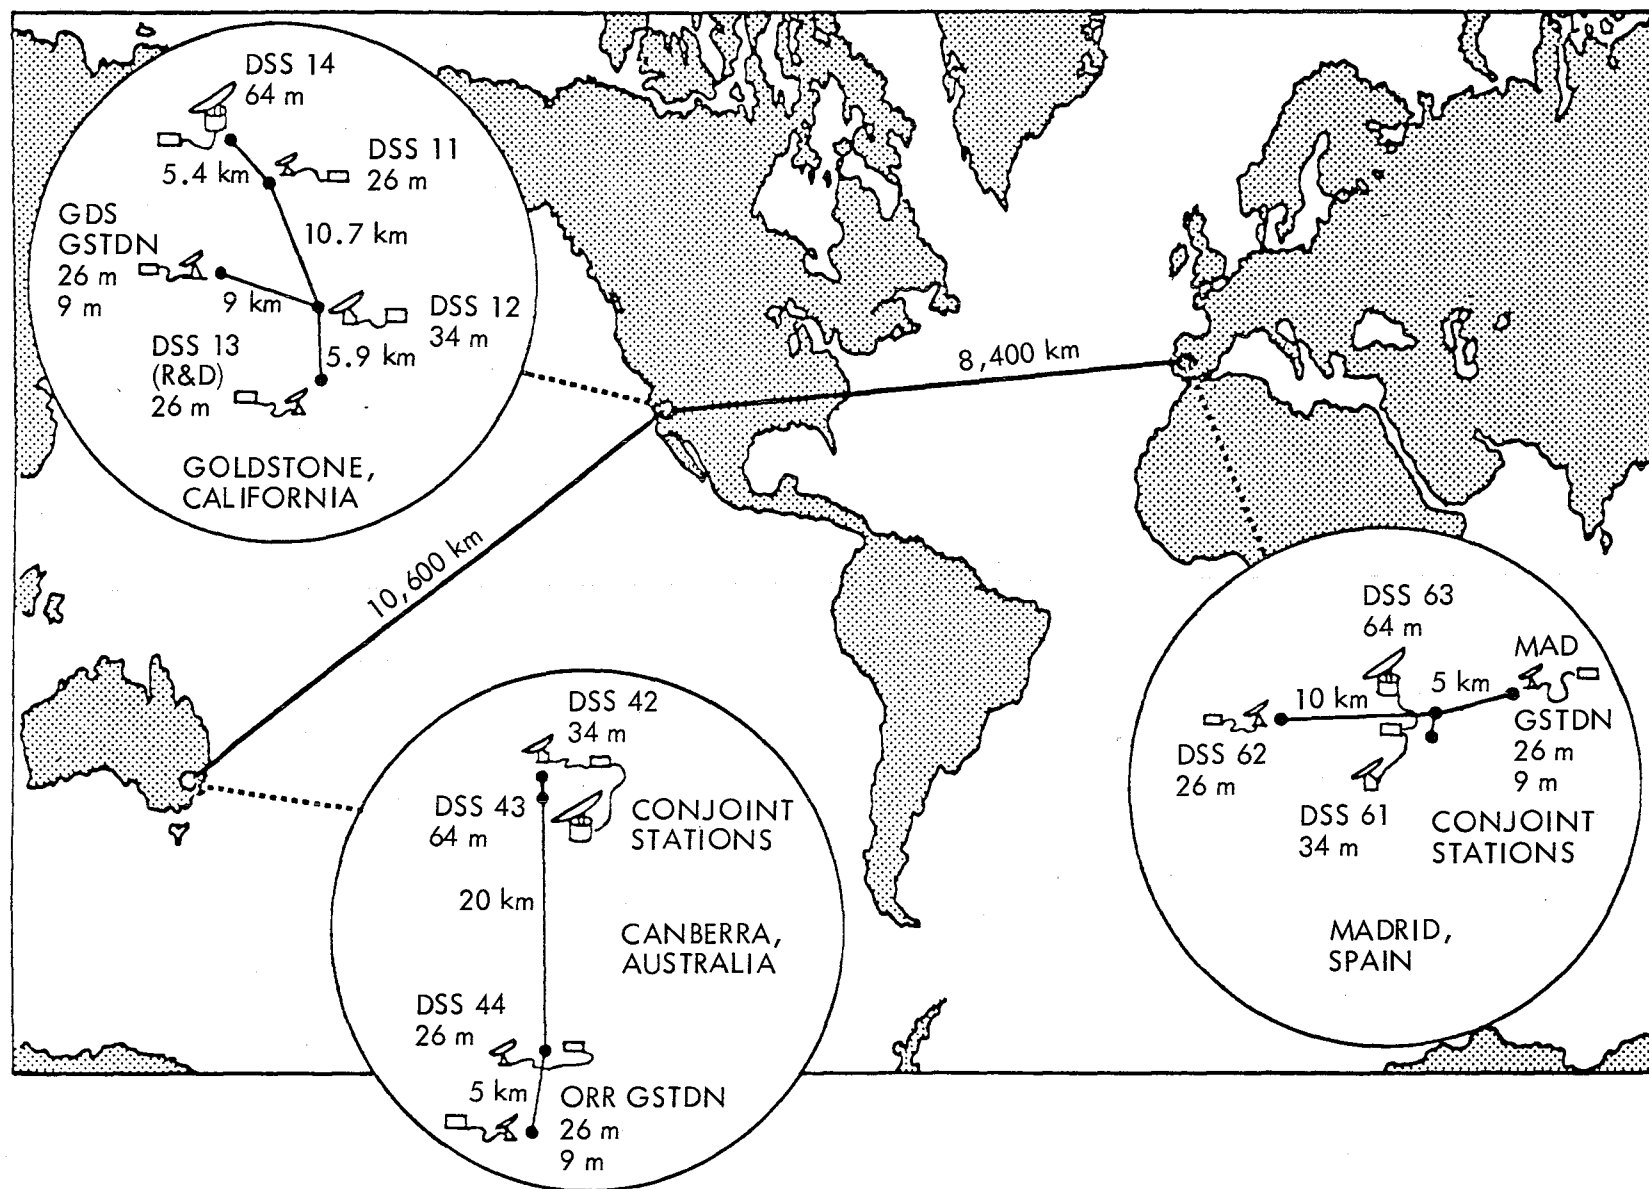 DSS 14
64 m
5.4 km
DSS 11
26 m
10.7 km
GDS
GSTDN
26 m
9 m
9 km
DSS 12
34 m
5.9 km
DSS 13
(R&D)
26 m
GOLDSTONE,
CALIFORNIA
8,400 km
10,600 km
DSS 42
34 m
DSS 43
64 m
CONJOINT
STATIONS
20 km
CANBERRA,
AUSTRALIA
DSS 44
26 m
5 km
ORR GSTDN
26 m
9 m
DSS 63
64 m
MAD
10 km
5 km
GSTDN
26 m
9 m
DSS 62
26 m
DSS 61
34 m
CONJOINT
STATIONS
MADRID,
SPAIN